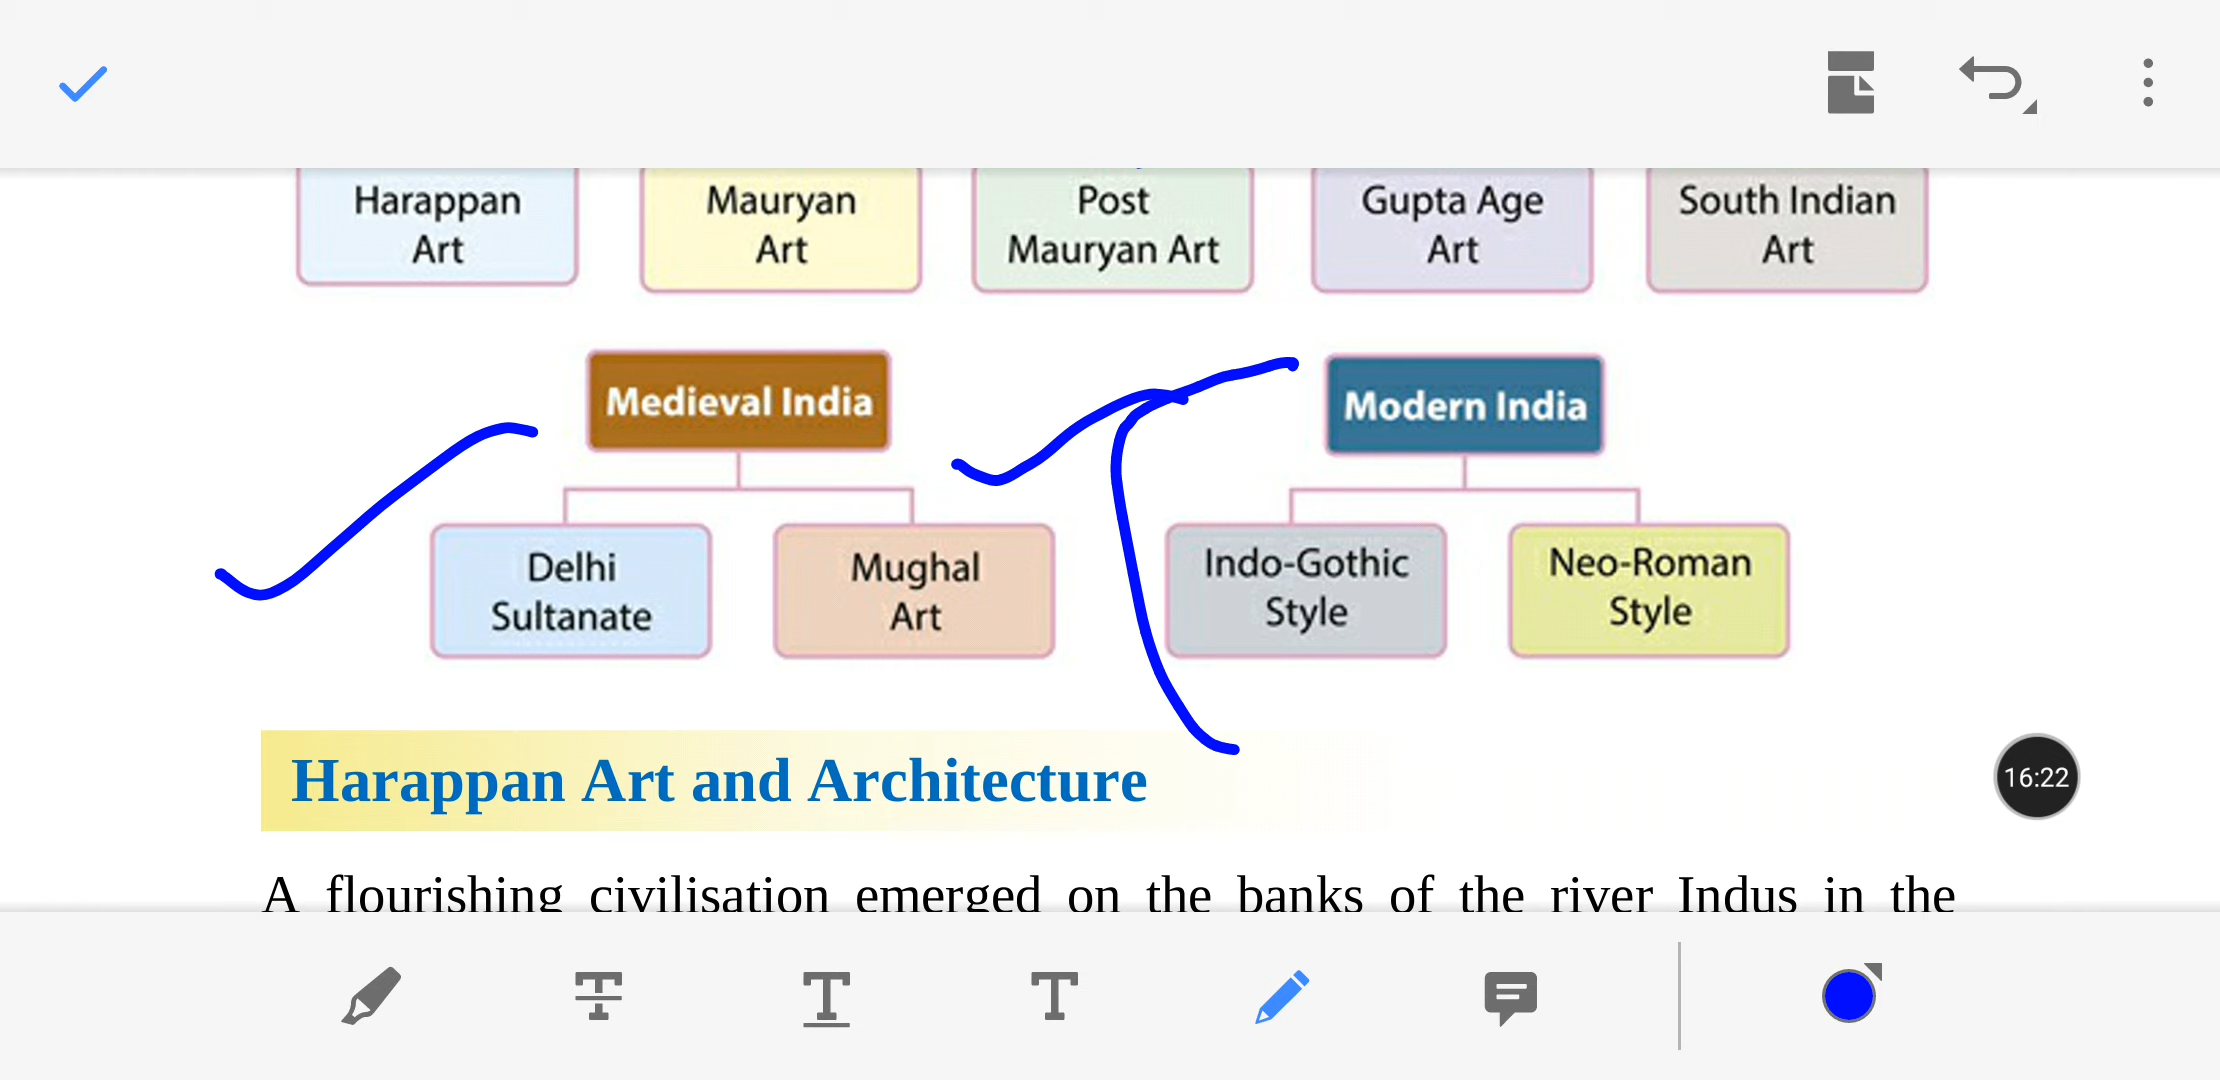 Harappan
Art
Mauryan
Art
Post
Mauryan Art
Gupta Age
Art
South Indian
Art
Medieval India
Modern India
Delhi
Sultanate
Mughal
Art
Indo-Gothic
Style
Neo-Roman
Style
Harappan Art and Architecture
16:22
A flourishing civilisation emerged on the banks of the river Indus in the